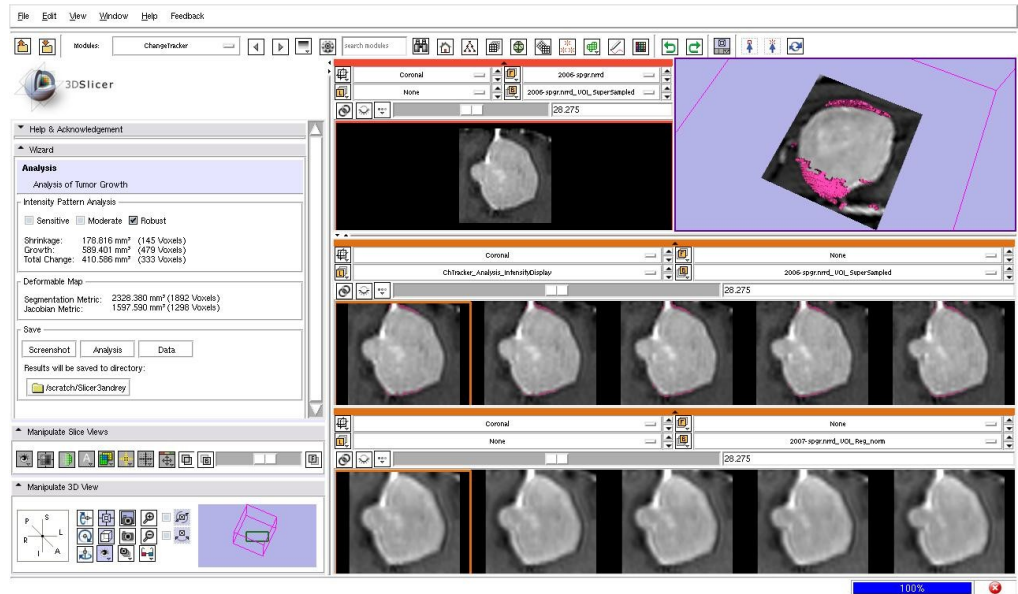 File Edit View Window Help Feedback
Modules: ChangeTracker search modules
3DSlicer
Help & Acknowledgement
Wizard
Analysis
Analysis of Tumor Growth
Intensity Pattern Analysis
Sensitive Moderate Robust
Shrinkage: 178.816 mm³ (145 Voxels)
Growth: 589.401 mm³ (479 Voxels)
Total Change: 410.586 mm³ (333 Voxels)
Deformable Map
Segmentation Metric: 2328.380 mm³ (1892 Voxels)
Jacobian Metric: 1597.590 mm³ (1298 Voxels)
Save
Screenshot Analysis Data
Results will be saved to directory:
/scratch/Slicer3andrey
Manipulate Slice Views
Manipulate 3D View
P S
R L
I A
Coronal 2006-spgr.nrrd
None 2006-spgr.nrrd_VOI_SuperSampled
28.275
Coronal None
ChTracker_Analysis_IntensityDisplay 2006-spgr.nrrd_VOI_SuperSampled
28.275
Coronal None
None 2007-spgr.nrrd_VOI_Reg_norm
28.275
100%